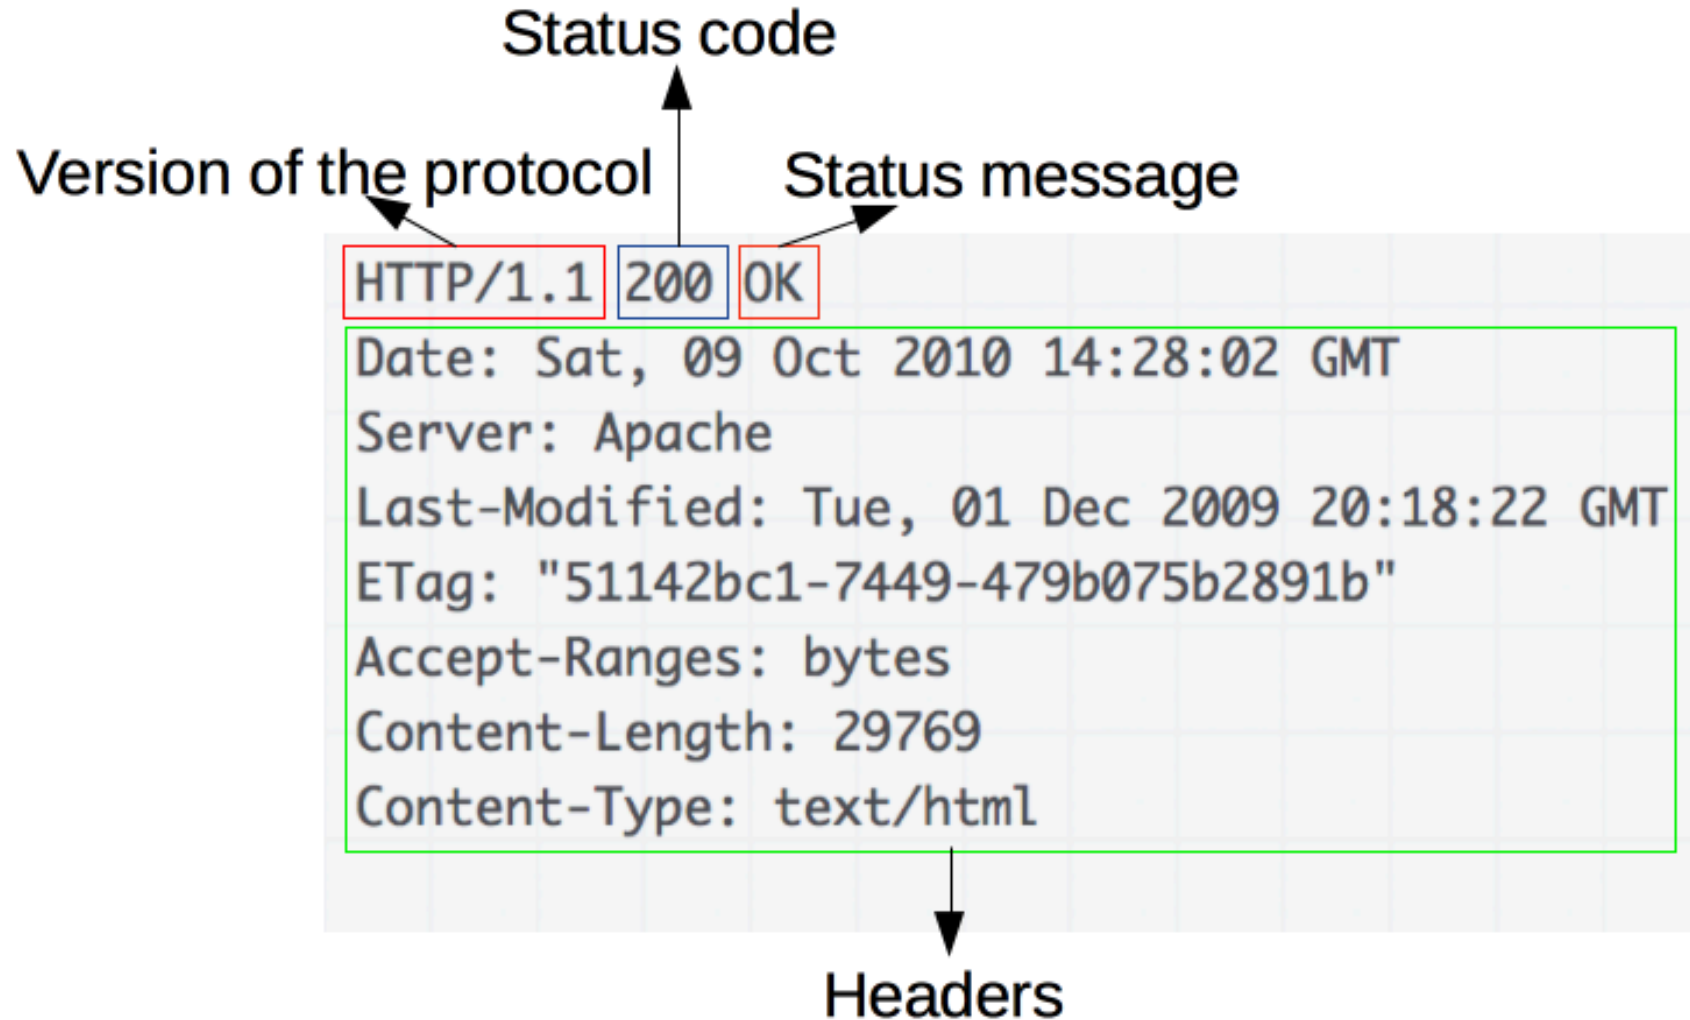 Status code
Version of the protocol
Status message
HTTP/1.1 200 OK
Date: Sat, 09 Oct 2010 14:28:02 GMT
Server: Apache
Last-Modified: Tue, 01 Dec 2009 20:18:22 GMT
ETag: "51142bc1-7449-479b075b2891b"
Accept-Ranges: bytes
Content-Length: 29769
Content-Type: text/html
Headers